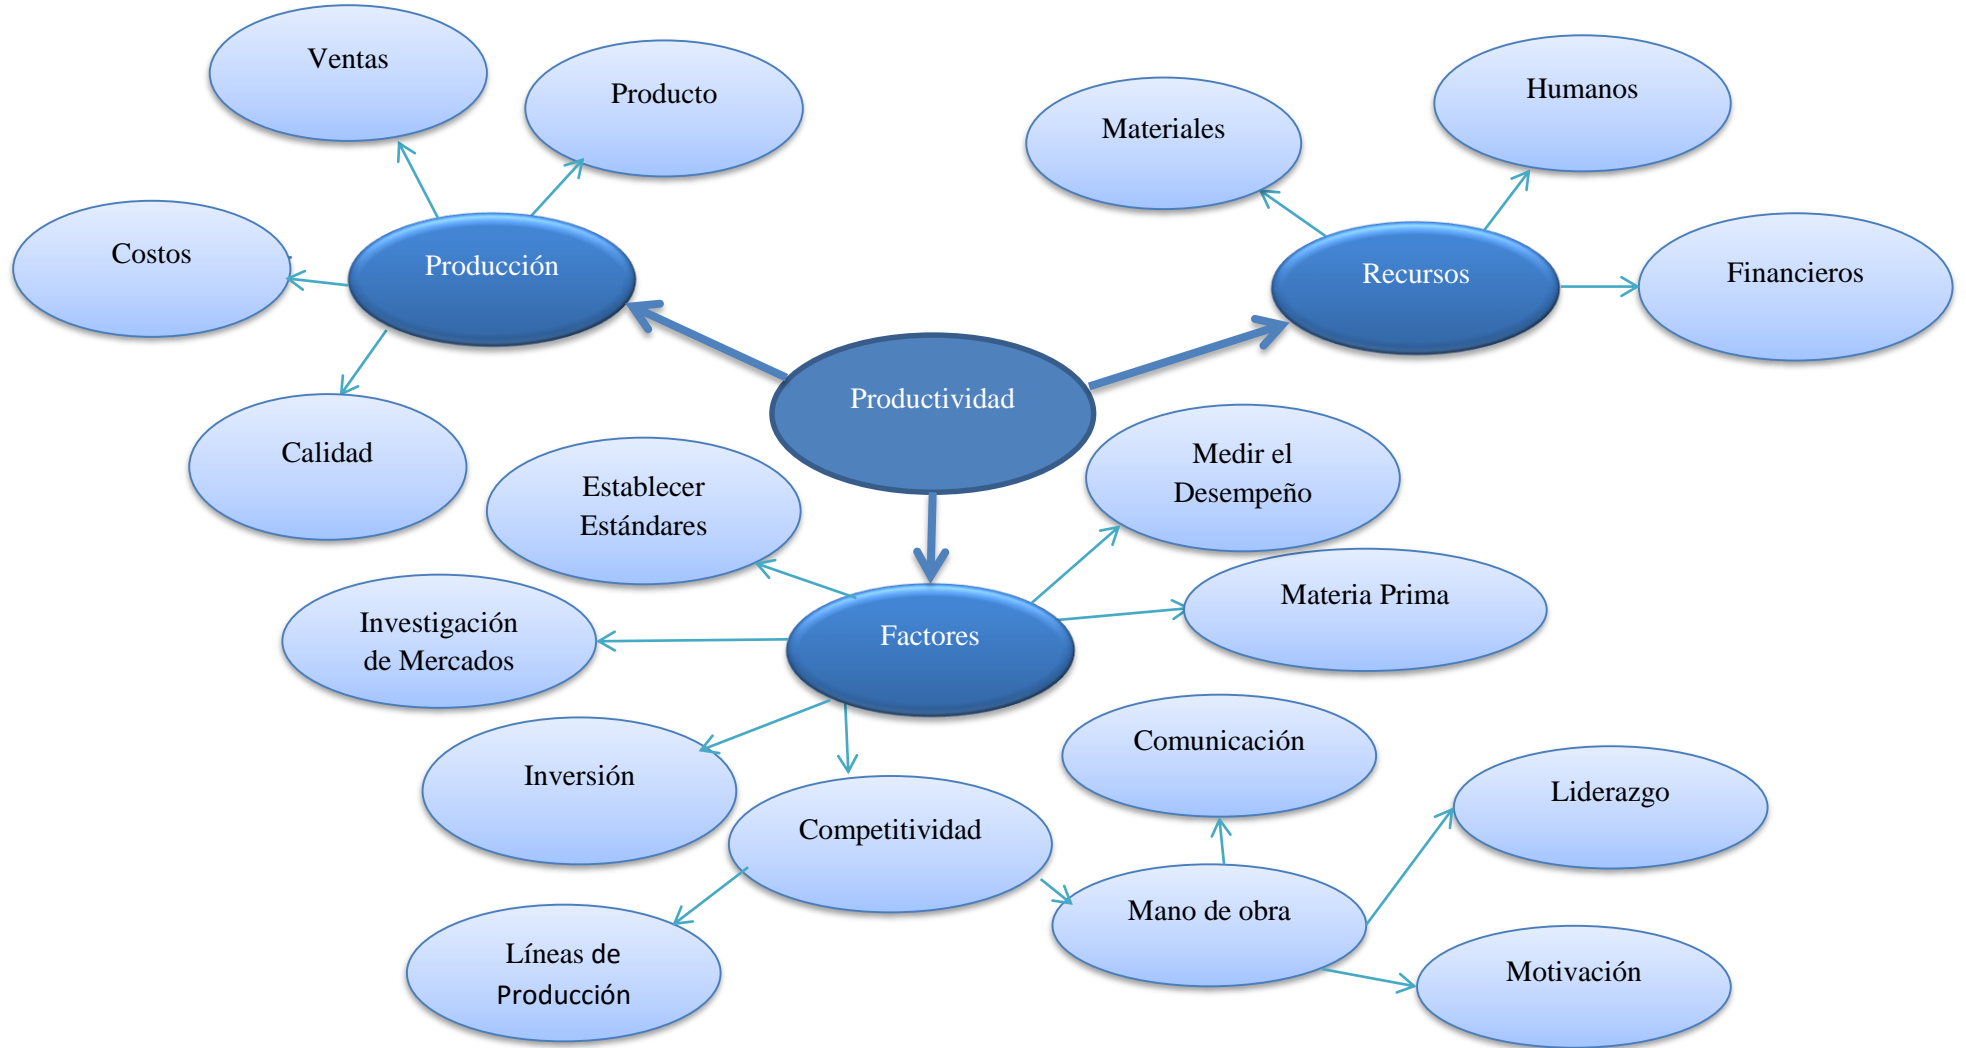 Ventas
Producto
Humanos
Materiales
Costos
Producción
Recursos
Financieros
Productividad
Calidad
Establecer
Estándares
Medir el
Desempeño
Materia Prima
Investigación
de Mercados
Factores
Comunicación
Inversión
Liderazgo
Competitividad
Mano de obra
Líneas de
Producción
Motivación